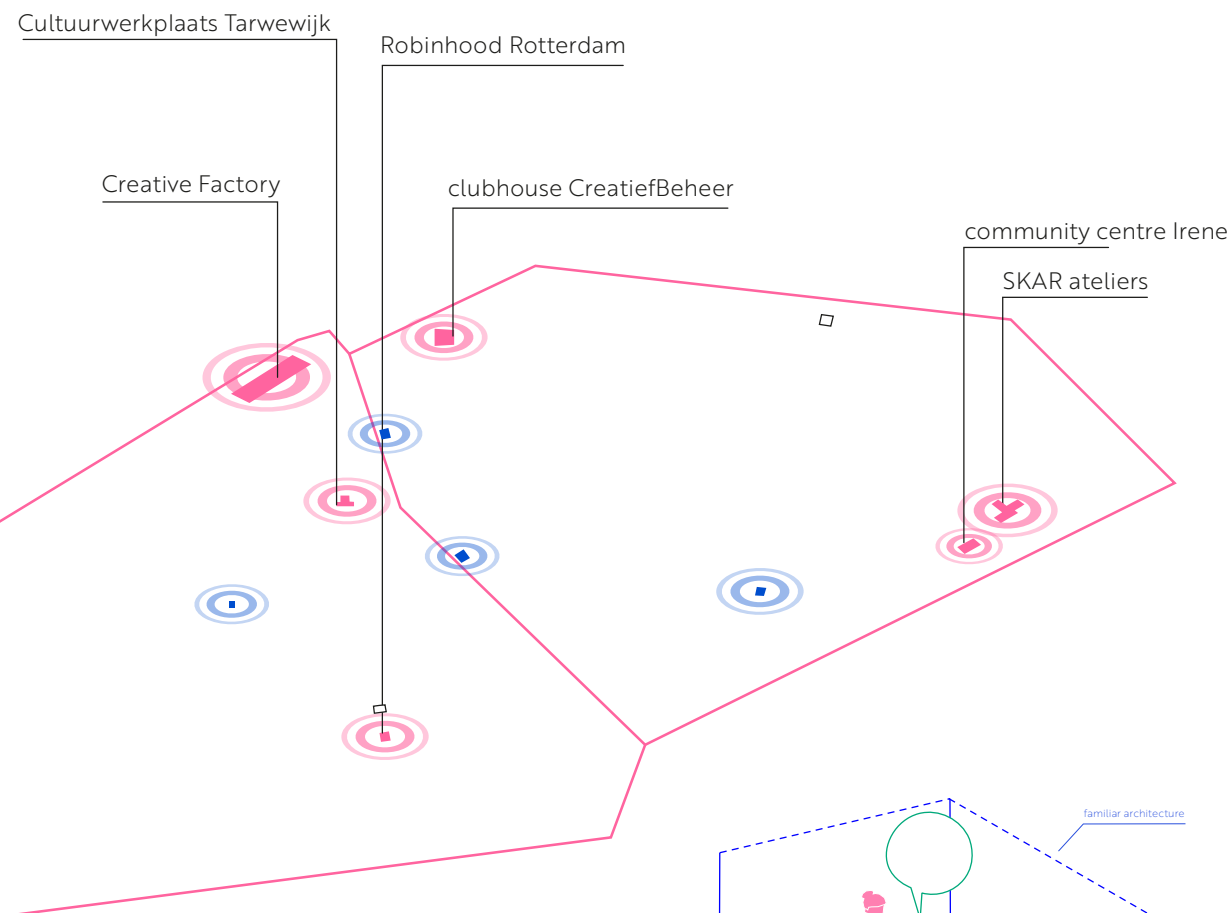 Cultuurwerkplaats Tarwewijk
Robinhood Rotterdam
Creative Factory
clubhouse CreatiefBeheer
community centre Irene
SKAR ateliers
familiar architecture